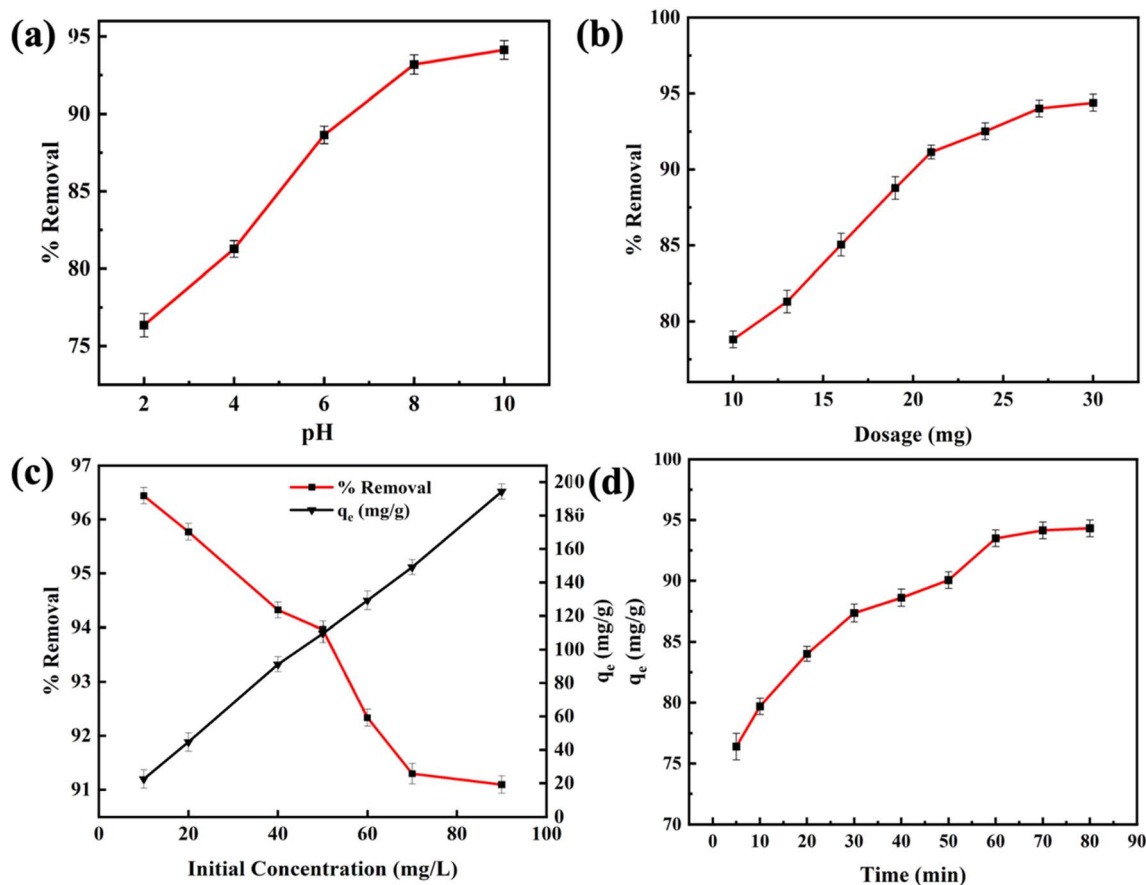 (a)
95
90
85
80
75
% Removal
2 4 6 8 10
pH
(b)
100
95
90
85
80
% Removal
10 15 20 25 30
Dosage (mg)
(c)
97
96
95
94
93
92
91
% Removal
% Removal
qe (mg/g)
200
180
160
140
120
100
80
60
40
20
0
qe (mg/g)
0 20 40 60 80 100
Initial Concentration (mg/L)
(d)
100
95
90
85
80
75
70
qe (mg/g)
0 10 20 30 40 50 60 70 80 90
Time (min)